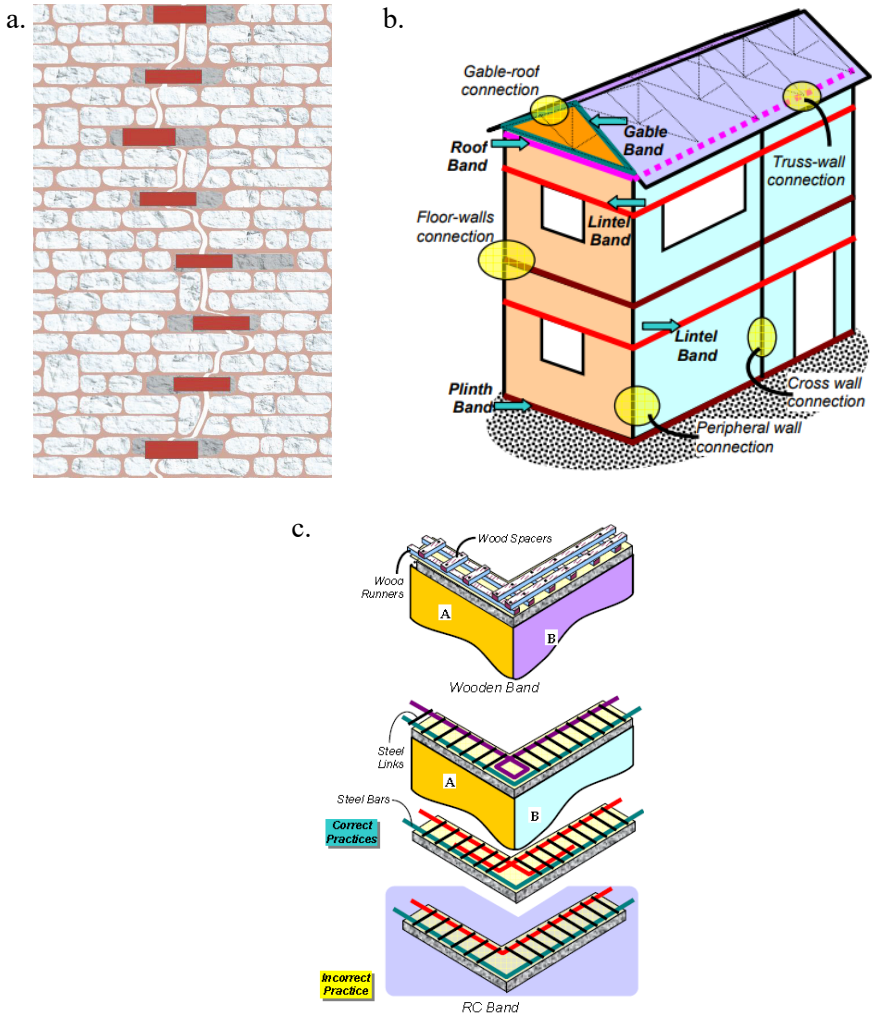 a.
b.
Gable-roof
connection
Gable
Band
Roof
Band
Truss-wall
connection
Floor-walls
connection
Lintel
Band
Lintel
Band
Plinth
Band
Cross wall
connection
Peripheral wall
connection
c.
Wood Spacers
Wood
Runners
A
B
Wooden Band
Steel
Links
A
B
Steel Bars
Correct
Practices
Incorrect
Practice
RC Band